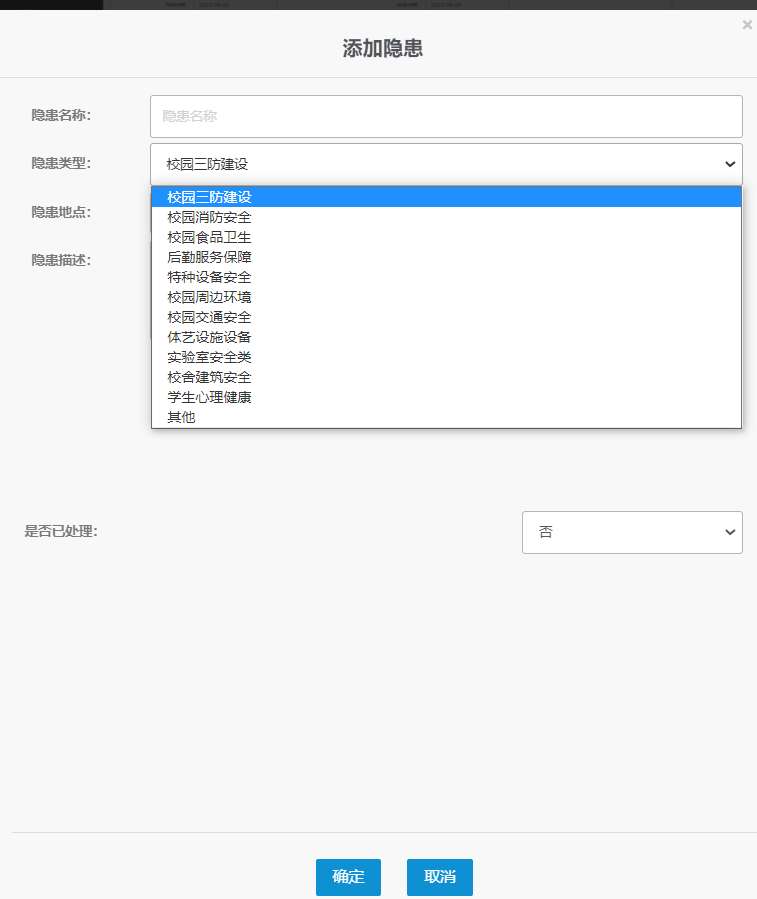 ×
添加隐患
隐患名称:
隐患名称
隐患类型:
校园三防建设
校园三防建设
隐患地点:
校园消防安全
校园食品卫生
隐患描述:
后勤服务保障
特种设备安全
校园周边环境
校园交通安全
体艺设施设备
实验室安全类
校舍建筑安全
学生心理健康
其他
是否已处理:
否
确定
取消